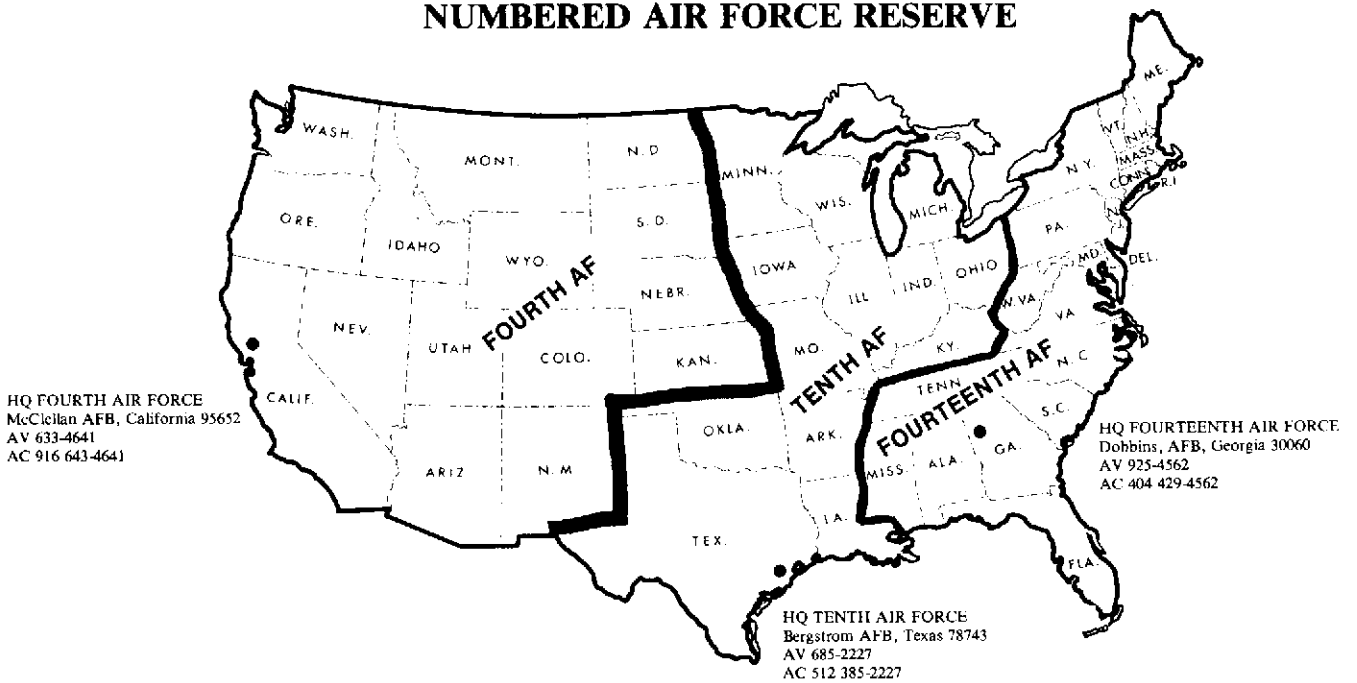 NUMBERED AIR FORCE RESERVE
ME.
WASH.
MONT.
N.D
MINN.
VT.
N.H.
MASS
CONN
R.I
N.Y.
ORE.
IDAHO
WYO.
S.D.
WIS.
MICH.
PA.
N.J
FOURTH AF
NEBR.
IOWA
ILL
IND.
OHIO
MD.
DEL.
W.VA.
VA
NEV.
UTAH
COLO.
KAN.
MO.
KY.
CALIF.
TENTH AF
TENN
N.C
FOURTEENTH AF
S.C.
ARIZ
N.M
OKLA.
ARK.
MISS.
ALA.
GA.
TEX.
LA.
FLA.
HQ FOURTH AIR FORCE
McClellan AFB, California 95652
AV 633-4641
AC 916 643-4641
HQ FOURTEENTH AIR FORCE
Dobbins, AFB, Georgia 30060
AV 925-4562
AC 404 429-4562
HQ TENTH AIR FORCE
Bergstrom AFB, Texas 78743
AV 685-2227
AC 512 385-2227